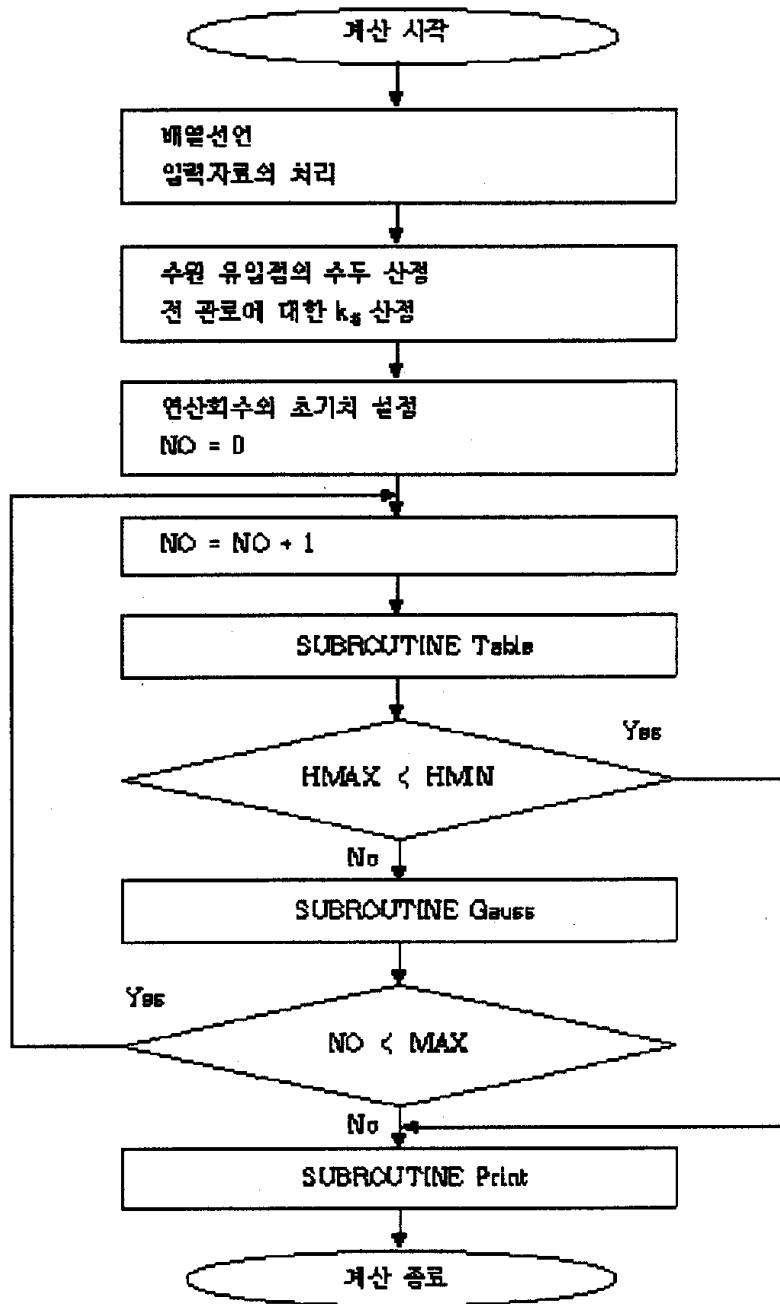 계산 시작
배열선언
입력자료의 처리
수원 유입점의 수두 산정
전 관로에 대한 ks 산정
연산회수의 초기치 설정
NO = 0
NO = NO + 1
SUBROUTINE Table
Yes
HMAX < HMIN
No
SUBROUTINE Gauss
Yes
NO < MAX
No
SUBROUTINE Print
계산 종료